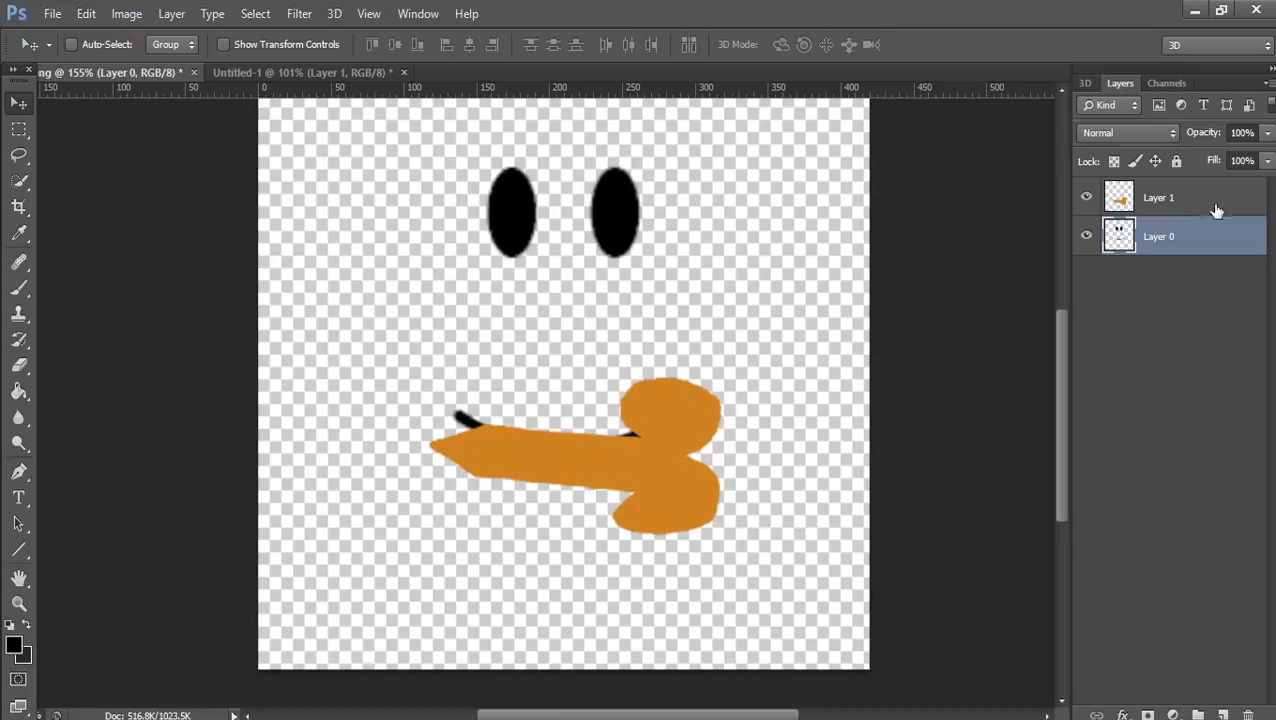 Ps File Edit Image Layer Type Select Filter 3D View Window Help
Auto-Select: Group Show Transform Controls 3D Mode: 3D
ng @ 155% (Layer 0, RGB/8) * × Untitled-1 @ 101% (Layer 1, RGB/8) * ×
150 100 50 0 50 100 150 200 250 300 350 400 450 500
3D Layers Channels
Kind
Normal Opacity: 100%
Lock: Fill: 100%
Layer 1
Layer 0
Doc: 516.8K/1023.5K
fx